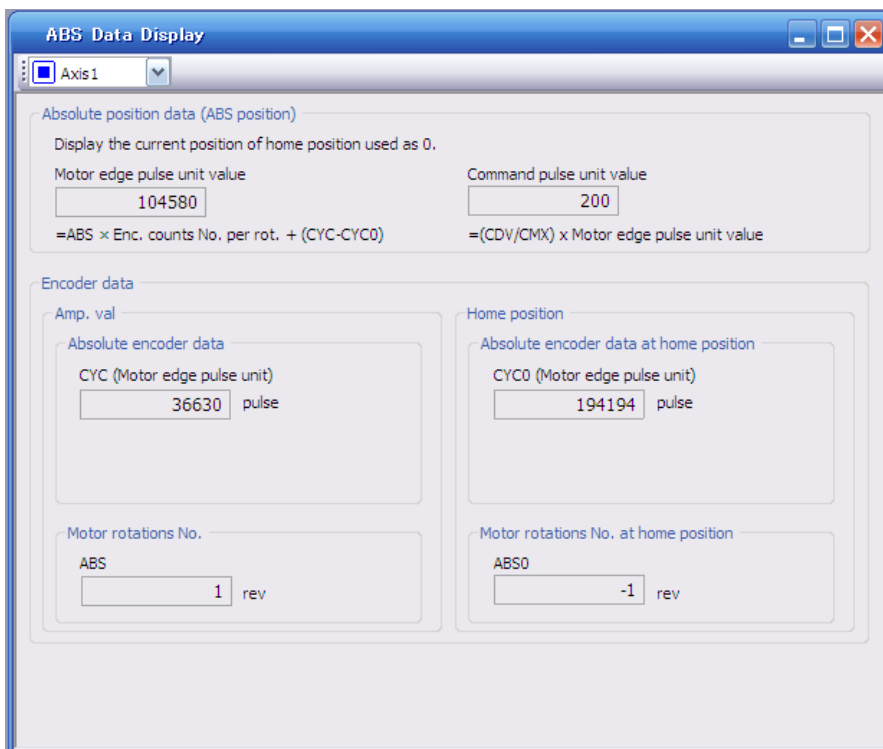 ABS Data Display
Axis1
Absolute position data (ABS position)
Display the current position of home position used as 0.
Motor edge pulse unit value Command pulse unit value
104580 200
=ABS × Enc. counts No. per rot. + (CYC-CYC0) =(CDV/CMX) x Motor edge pulse unit value
Encoder data
Amp. val Home position
Absolute encoder data Absolute encoder data at home position
CYC (Motor edge pulse unit) CYC0 (Motor edge pulse unit)
36630 pulse 194194 pulse
Motor rotations No. Motor rotations No. at home position
ABS ABS0
1 rev -1 rev